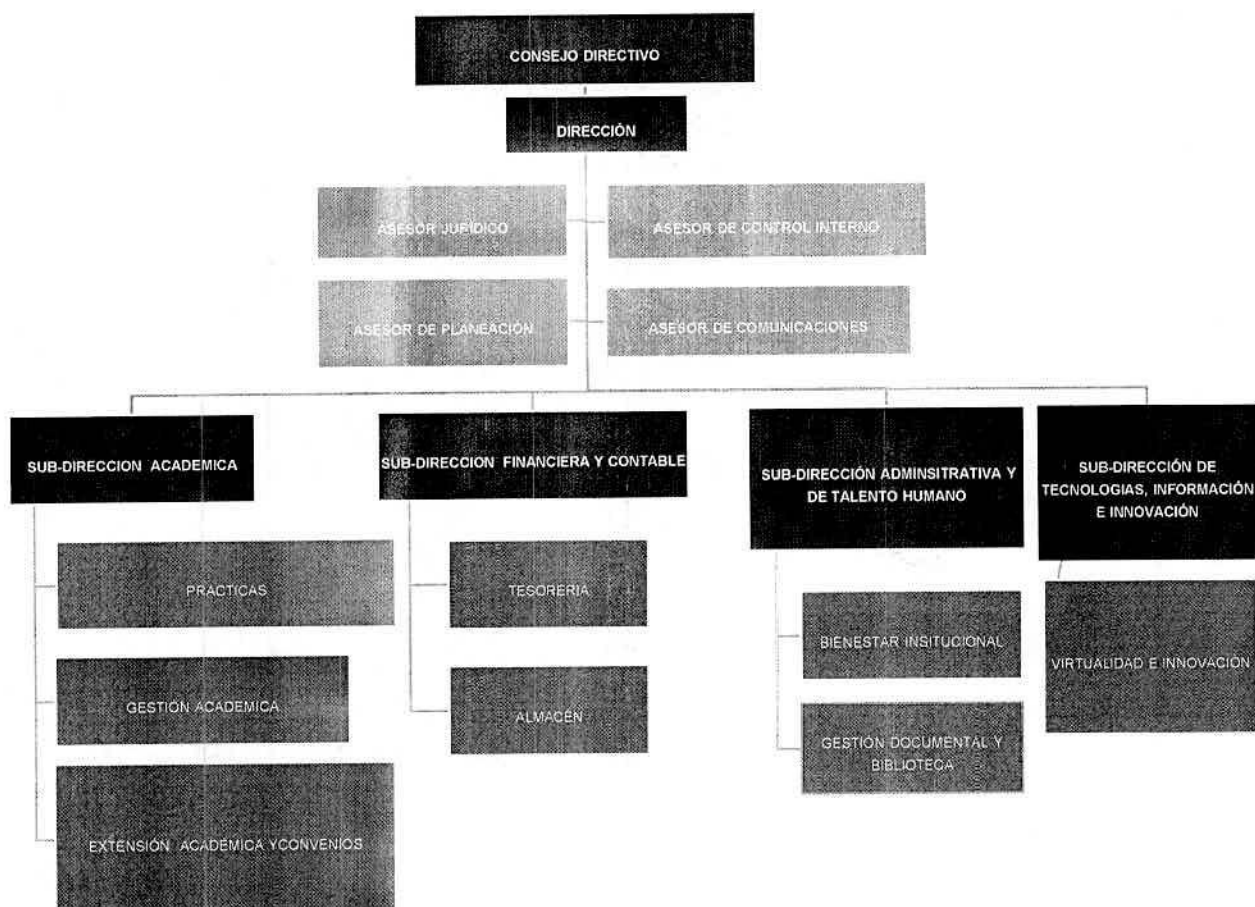 CONSEJO DIRECTIVO
DIRECCIÓN
ASESOR JURÍDICO
ASESOR DE CONTROL INTERNO
ASESOR DE PLANEACIÓN
ASESOR DE COMUNICACIONES
SUB-DIRECCION ACADEMICA
SUB-DIRECCION FINANCIERA Y CONTABLE
SUB-DIRECCIÓN ADMINSITRATIVA Y
DE TALENTO HUMANO
SUB-DIRECCIÓN DE
TECNOLOGIAS, INFORMACIÓN
E INNOVACIÓN
PRACTICAS
GESTIÓN ACADEMICA
EXTENSIÓN ACADEMICA YCONVENIOS
TESORERIA
ALMACÉN
BIENESTAR INSITUCIONAL
GESTIÓN DOCUMENTAL Y
BIBLIOTECA
VIRTUALIDAD E INNOVACIÓN